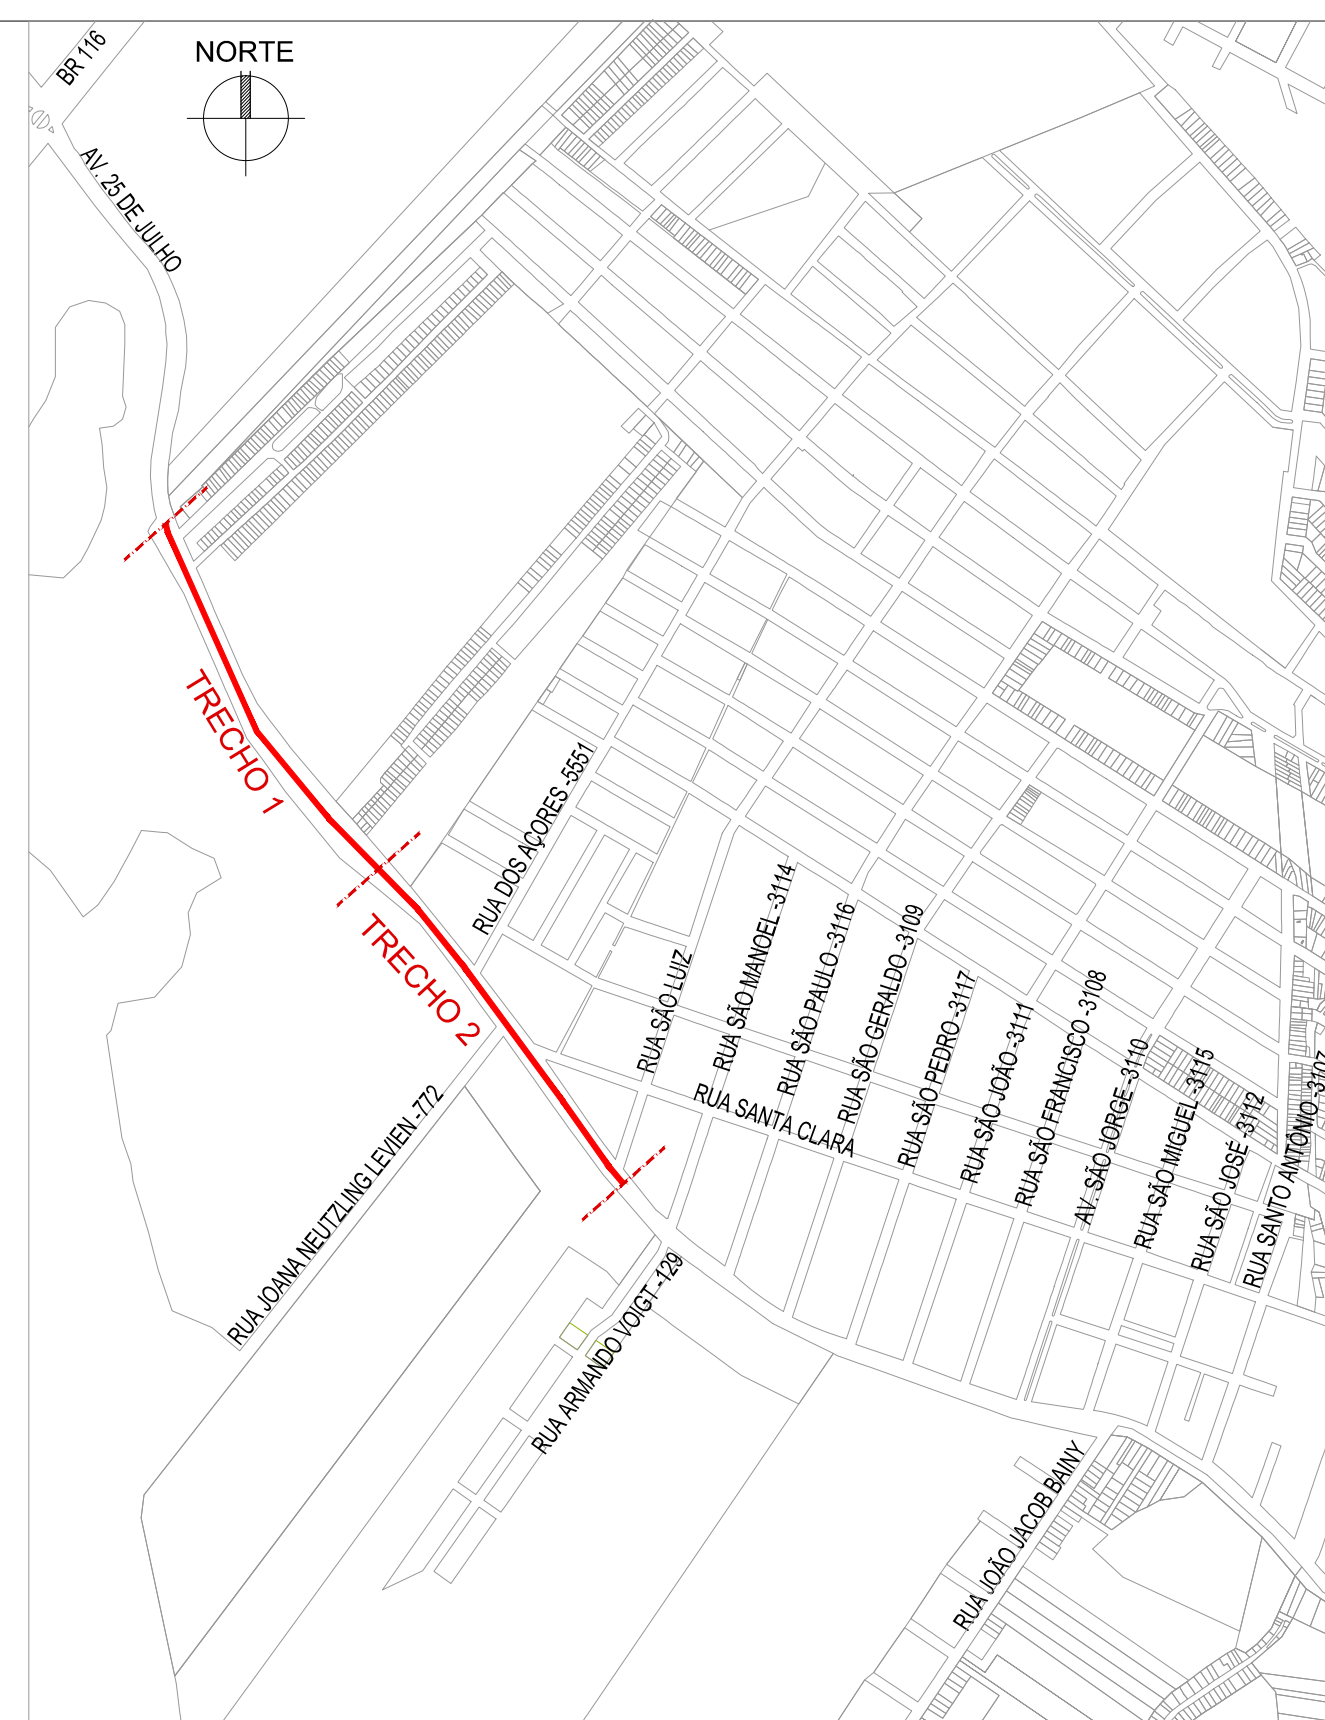 BR 116
NORTE
AV. 25 DE JULHO
TRECHO 1
RUA DOS AÇORES -5551
TRECHO 2
RUA SÃO LUIZ
RUA SÃO MANOEL -3114
RUA SÃO PAULO -3116
RUA SÃO GERALDO -3109
RUA SÃO PEDRO -3117
RUA SÃO JOÃO -3111
RUA SÃO FRANCISCO -3108
AV. SÃO JORGE -3110
RUA SÃO MIGUEL -3115
RUA SÃO JOSÉ -3112
RUA SANTO ANTÔNIO -3107
RUA SANTA CLARA
RUA JOANA NEUTZLING LEVIEN -772
RUA ARMANDO VOIGT -129
RUA JOÃO JACOB BAINY